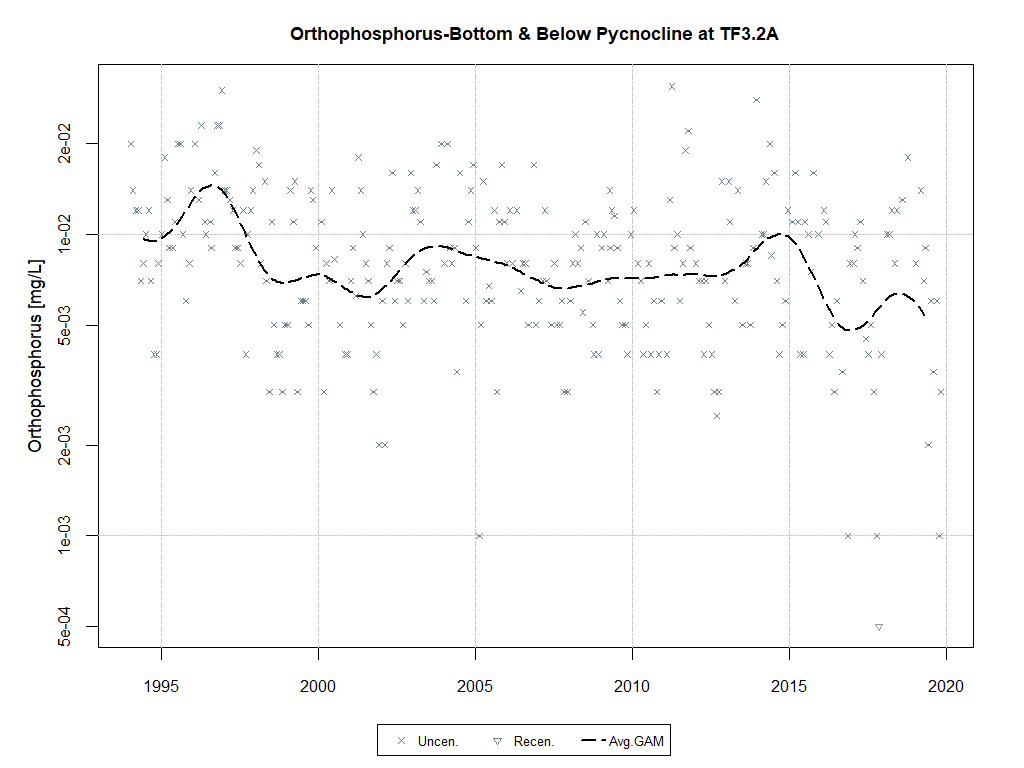 Orthophosphorus-Bottom & Below Pycnocline at TF3.2A
Orthophosphorus [mg/L]
2e-02
1e-02
5e-03
2e-03
1e-03
5e-04
1995 2000 2005 2010 2015 2020
Uncen. Recen. Avg.GAM